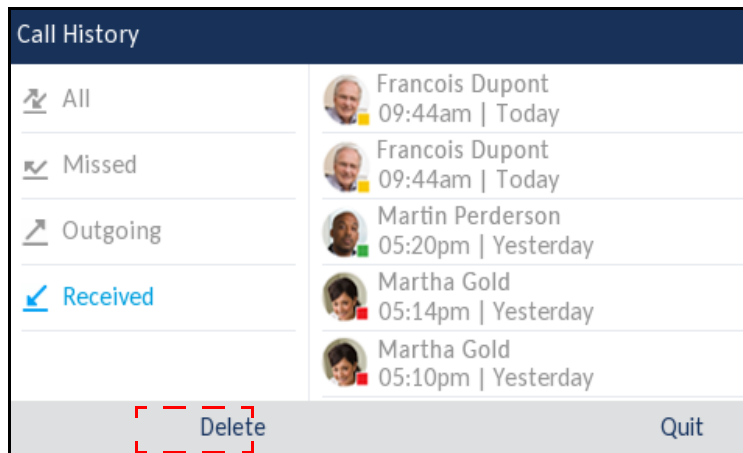 Call History
All
Missed
Outgoing
Received
Francois Dupont
09:44am | Today
Francois Dupont
09:44am | Today
Martin Perderson
05:20pm | Yesterday
Martha Gold
05:14pm | Yesterday
Martha Gold
05:10pm | Yesterday
Delete
Quit